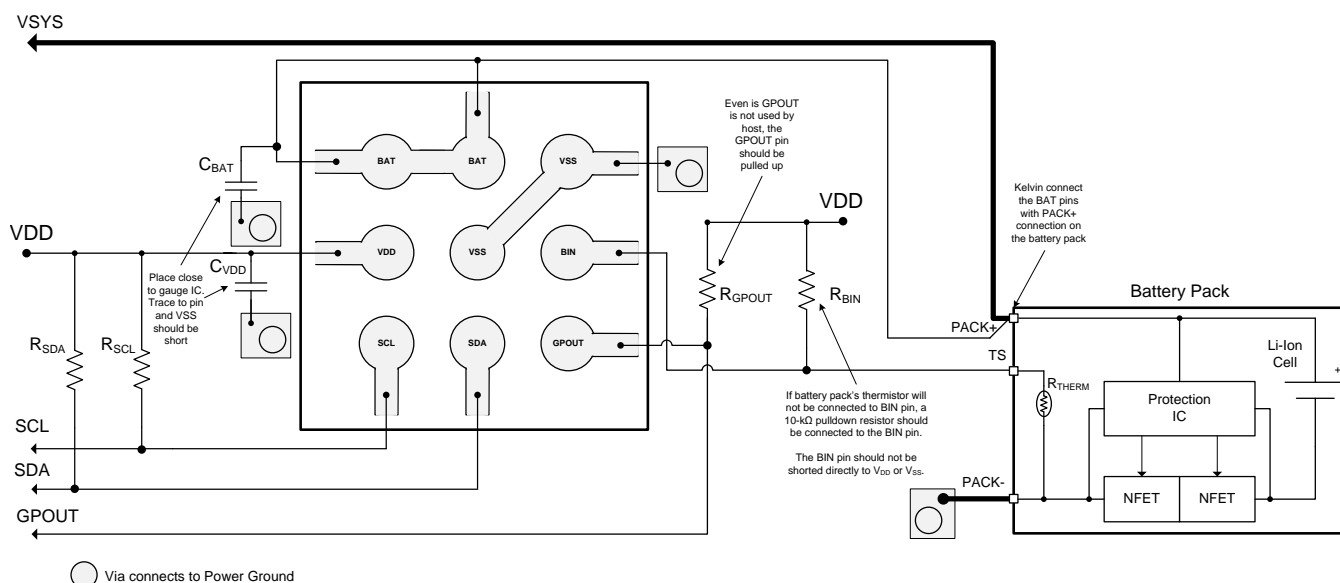 VSYS
Even is GPOUT
is not used by
host, the
GPOUT pin
should be
pulled up
BAT
BAT
VSS
CBAT
Kelvin connect
the BAT pins
with PACK+
connection on
the battery pack
VDD
VDD
VDD
VSS
BIN
CVDD
Place close
to gauge IC.
Trace to pin
and VSS
should be
short
RGPOUT
RBIN
Battery Pack
RSDA
RSCL
SCL
SDA
GPOUT
PACK+
TS
Li-Ion
Cell
+
RTHERM
Protection
IC
If battery pack's thermistor will
not be connected to BIN pin, a
10-kΩ pulldown resistor should
be connected to the BIN pin.
The BIN pin should not be
shorted directly to VDD or VSS.
SCL
SDA
PACK-
NFET
NFET
GPOUT
Via connects to Power Ground